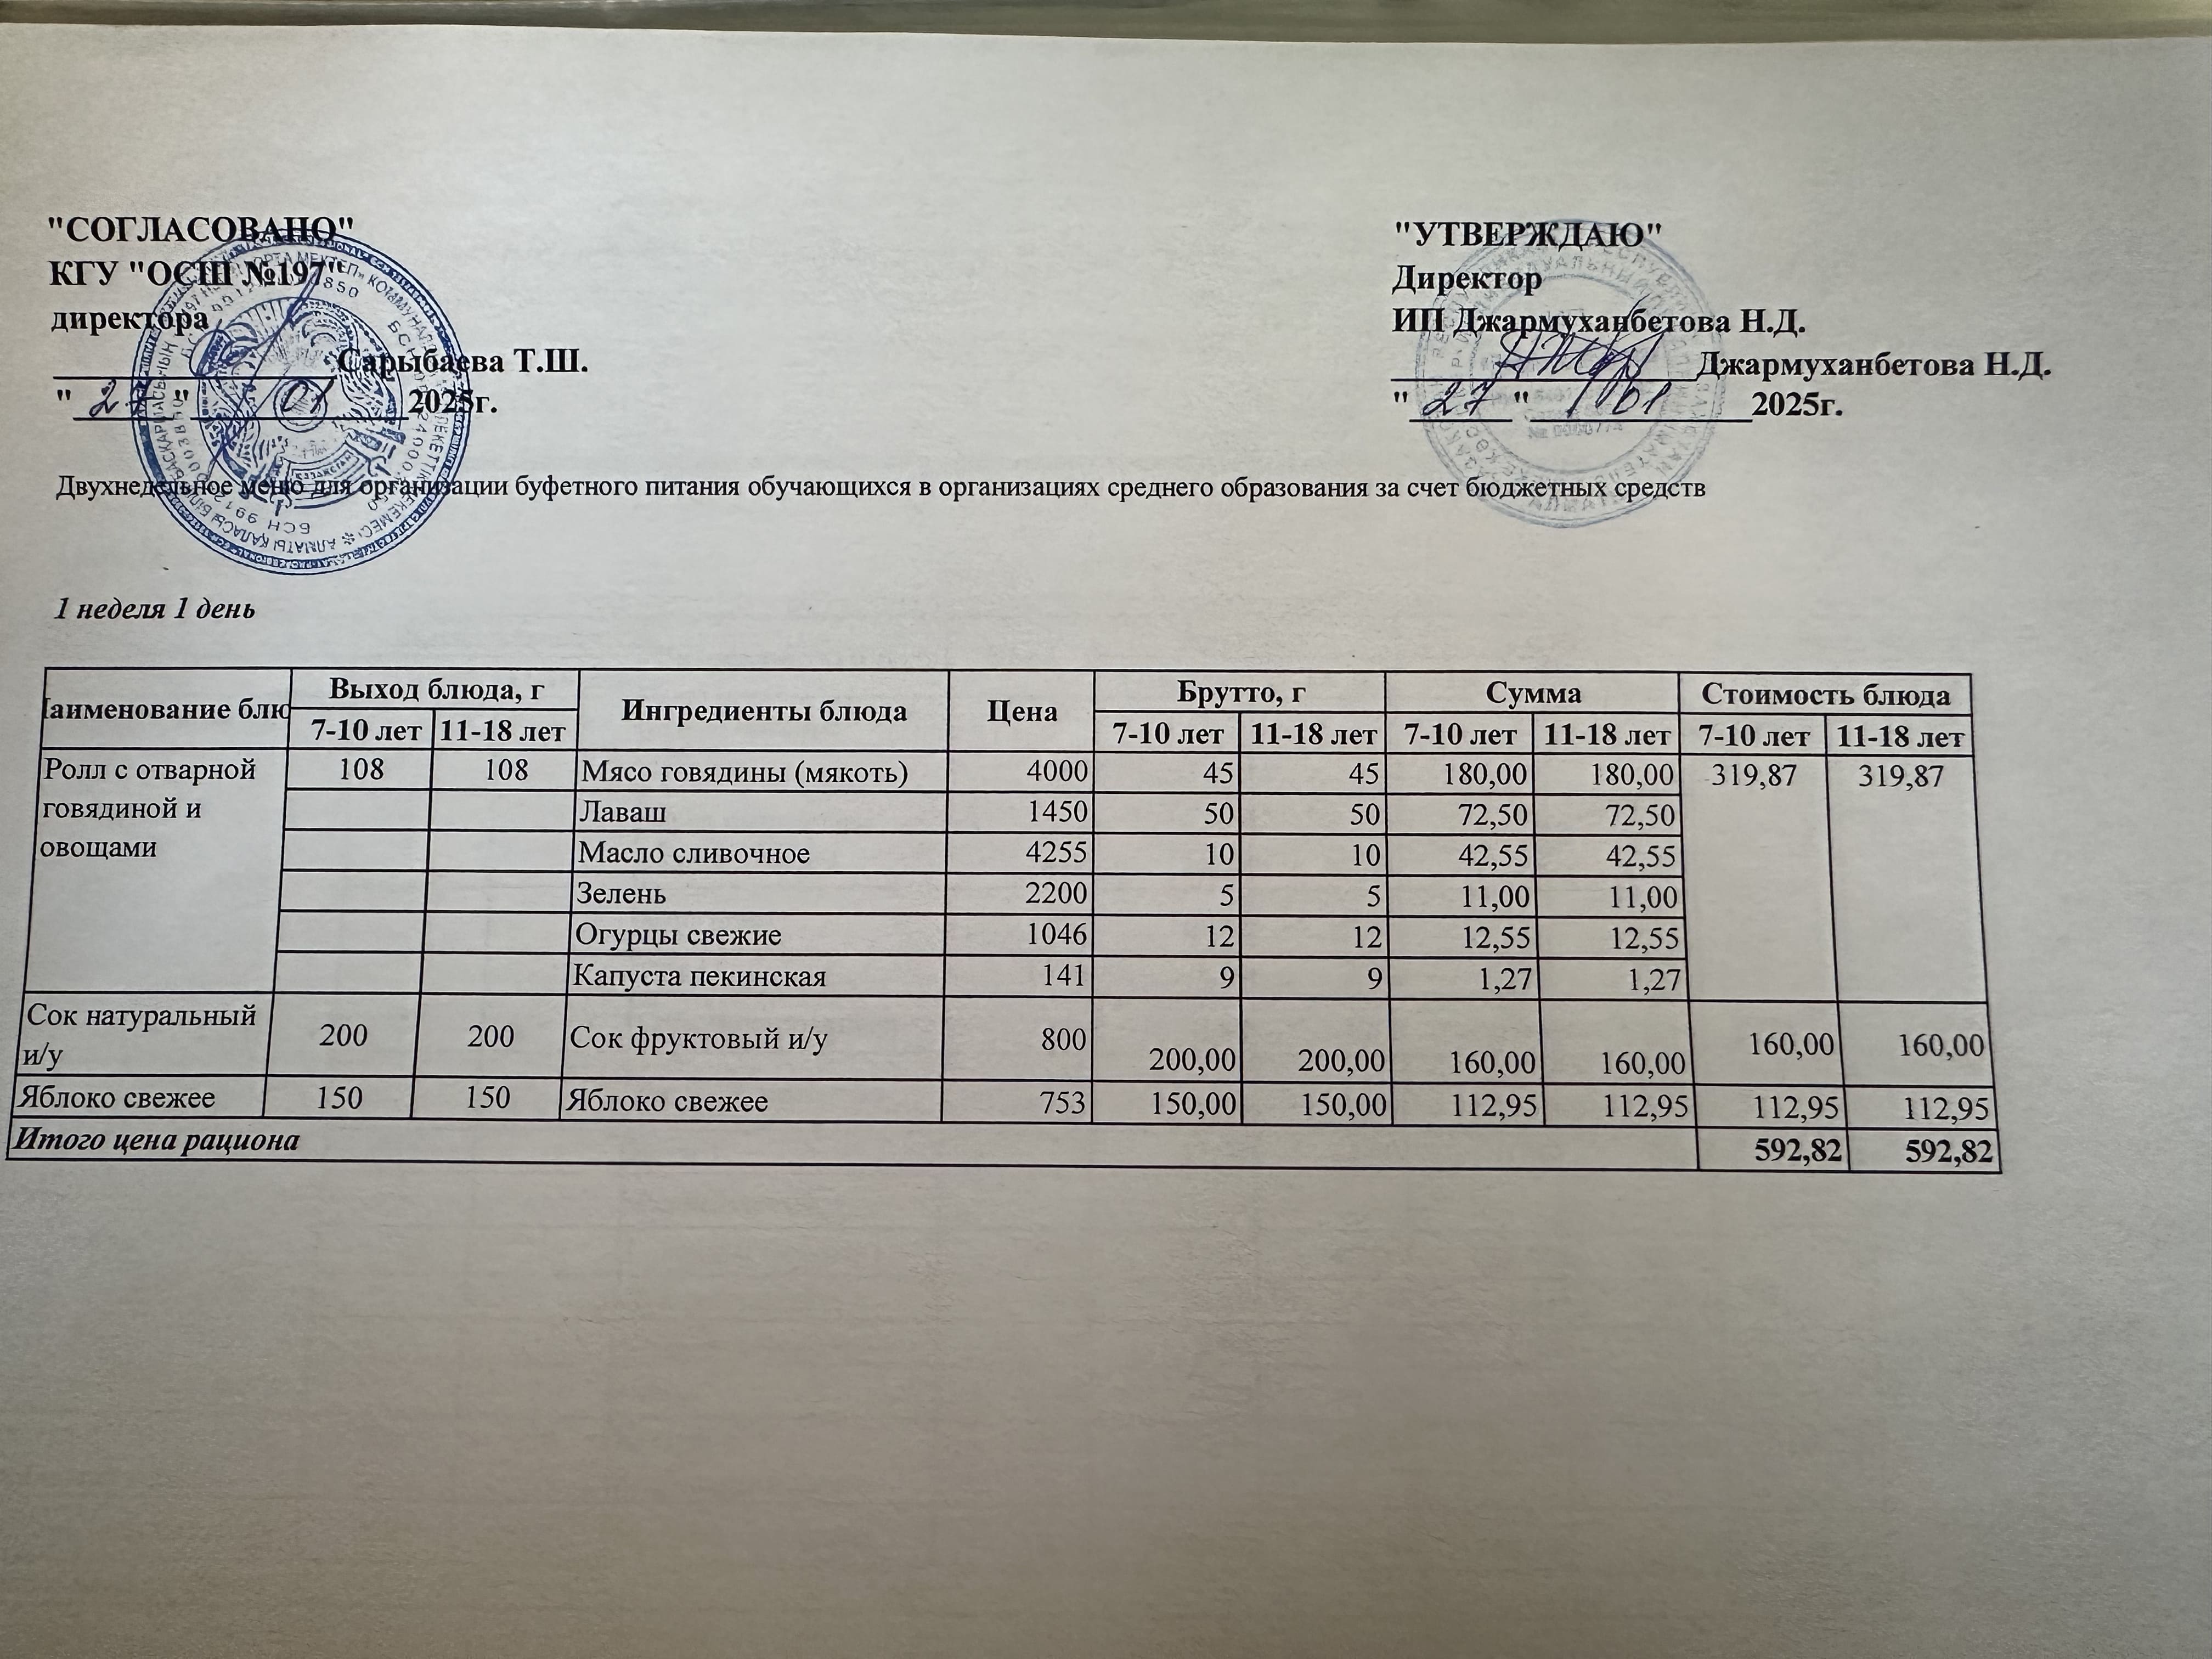 "СОГЛАСОВАНО"
КГУ "ОСШ №197"
директора
Сарыбаева Т.Ш.
"27" 01 2025г.
"УТВЕРЖДАЮ"
Директор
ИП Джармуханбетова Н.Д.
Джармуханбетова Н.Д.
"27" 01 2025г.
Двухнедельное меню для организации буфетного питания обучающихся в организациях среднего образования за счет бюджетных средств
1 неделя 1 день
аименование блю Выход блюда, г Ингредиенты блюда Цена Брутто, г Сумма Стоимость блюда
7-10 лет 11-18 лет 7-10 лет 11-18 лет 7-10 лет 11-18 лет 7-10 лет 11-18 лет
Ролл с отварной 108 108 Мясо говядины (мякоть) 4000 45 45 180,00 180,00 319,87 319,87
говядиной и Лаваш 1450 50 50 72,50 72,50
овощами Масло сливочное 4255 10 10 42,55 42,55
Зелень 2200 5 5 11,00 11,00
Огурцы свежие 1046 12 12 12,55 12,55
Капуста пекинская 141 9 9 1,27 1,27
Сок натуральный
и/у 200 200 Сок фруктовый и/у 800 200,00 200,00 160,00 160,00 160,00 160,00
Яблоко свежее 150 150 Яблоко свежее 753 150,00 150,00 112,95 112,95 112,95 112,95
Итого цена рациона 592,82 592,82